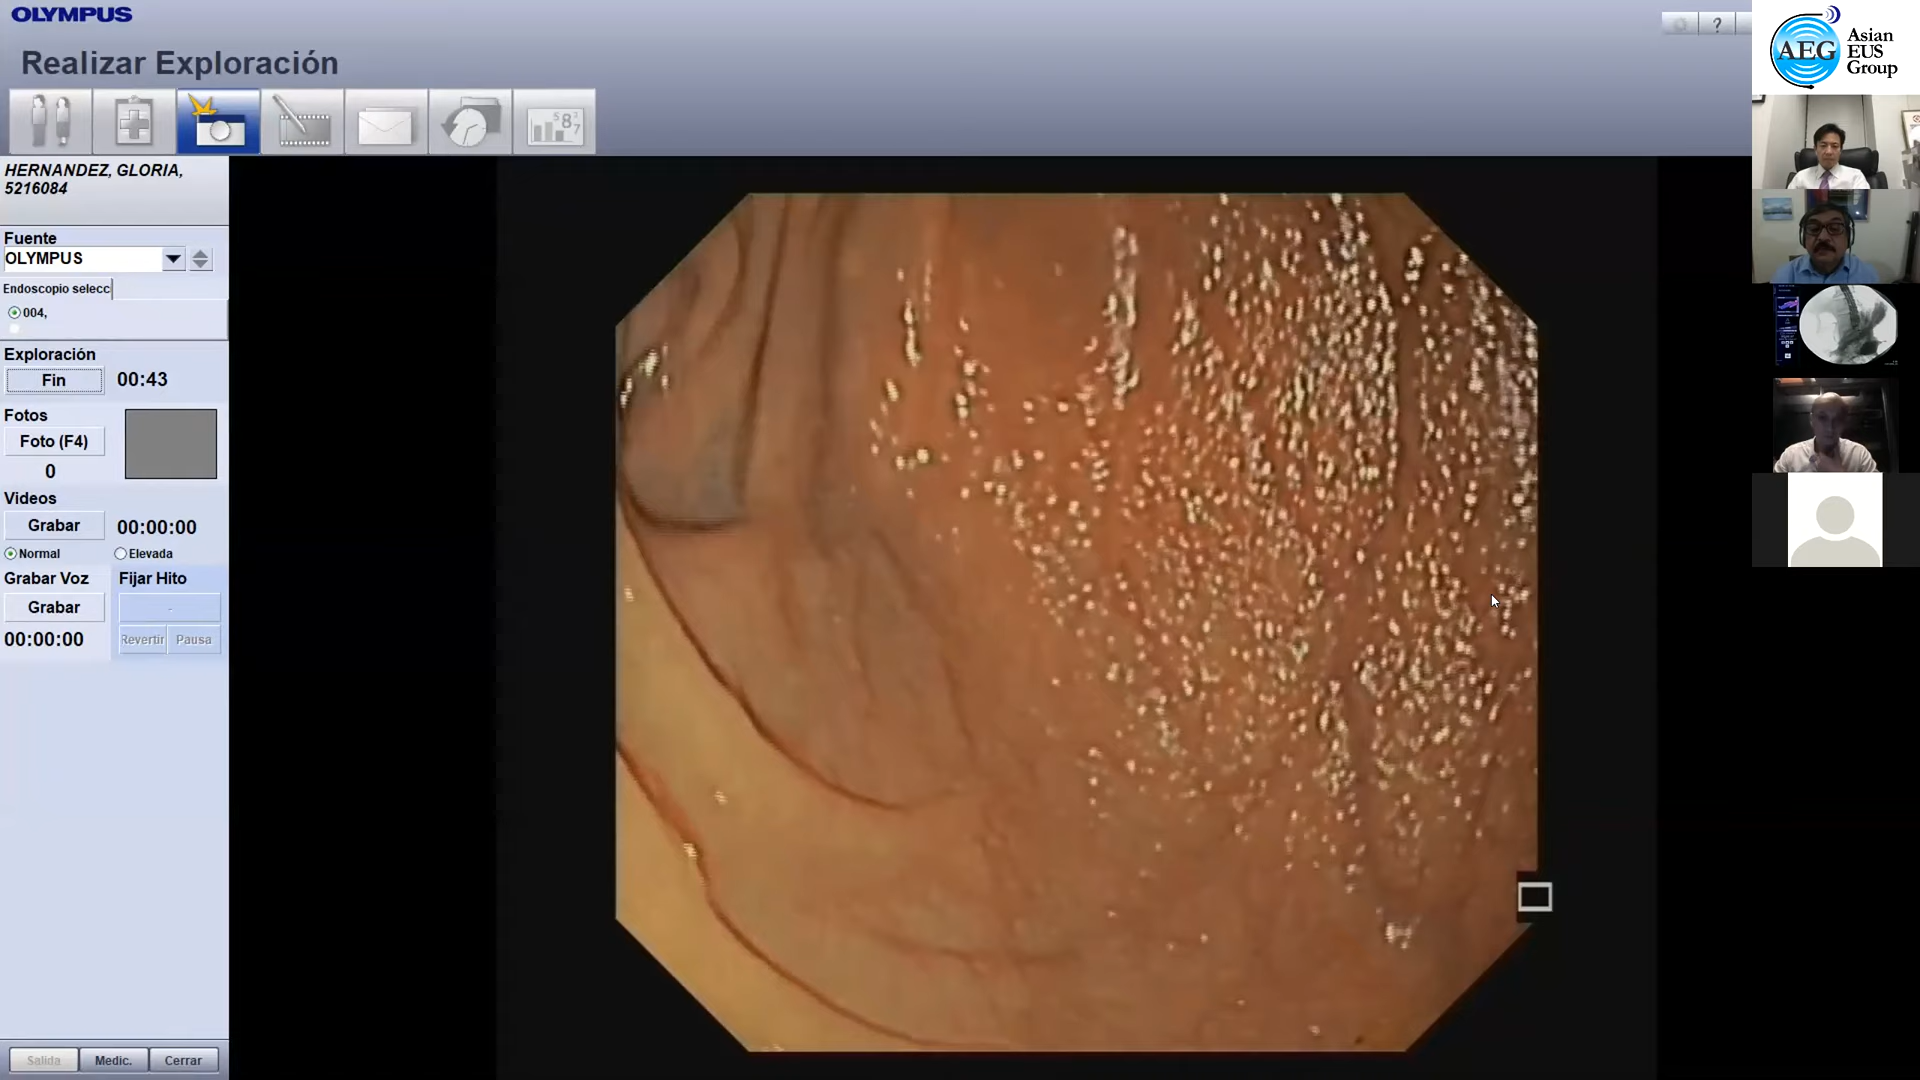 OLYMPUS
Realizar Exploración
?
AEG
Asian
EUS
Group
HERNANDEZ, GLORIA,
5216084
Fuente
OLYMPUS
Endoscopio selecc
004,
Exploración
Fin 00:43
Fotos
Foto (F4)
0
Videos
Grabar 00:00:00
Normal Elevada
Grabar Voz Fijar Hito
Grabar -
00:00:00 Revertir Pausa
Salida Medic. Cerrar